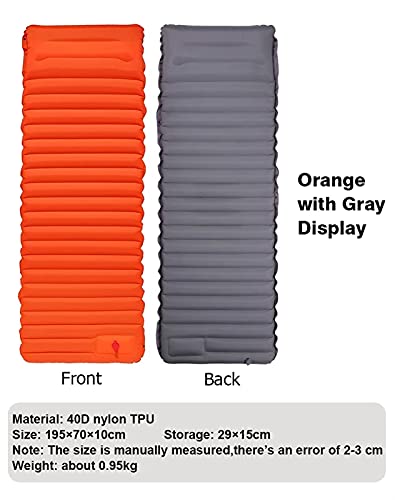 Orange
with Gray
Display
Front
Back
Material: 40D nylon TPU
Size: 195×70×10cm Storage: 29×15cm
Note: The size is manually measured,there's an error of 2-3 cm
Weight: about 0.95kg